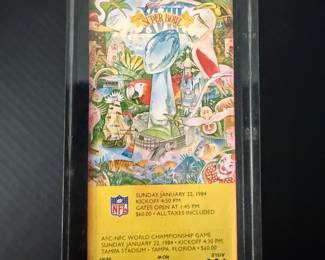 XVIII
SUPER BOWL
NFL
SUNDAY JANUARY 22, 1984
KICKOFF 4:30 PM
GATES OPEN AT 1:45 PM
$60.00 • ALL TAXES INCLUDED
AFC-NFC WORLD CHAMPIONSHIP GAME
SUNDAY JANUARY 22, 1984 • KICKOFF 4:30 PM
TAMPA STADIUM • TAMPA, FLORIDA • $60.00
ROW
AISLE